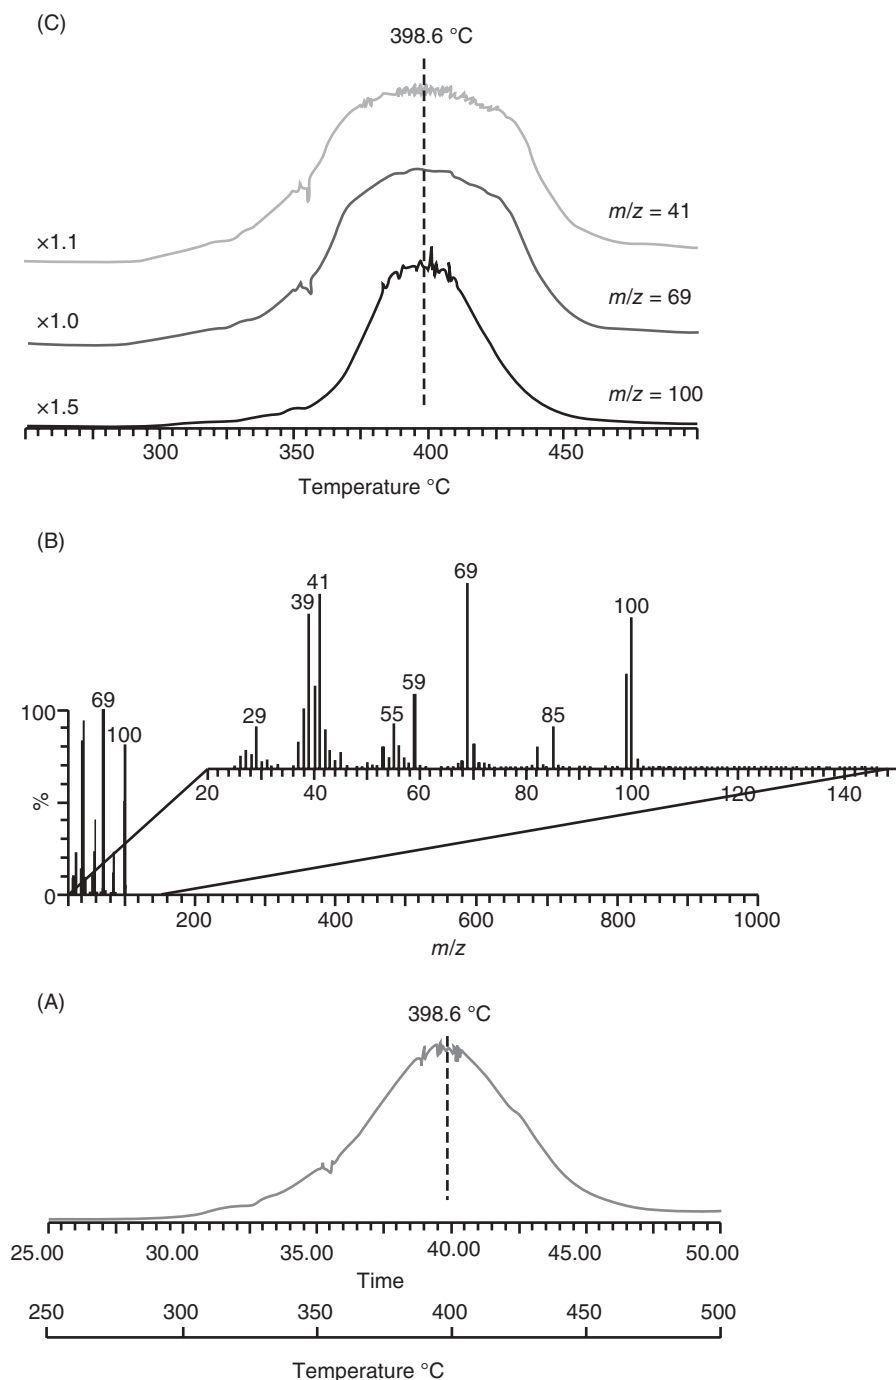 (C)
398.6 °C
m/z = 41
×1.1
m/z = 69
×1.0
m/z = 100
×1.5
300 350 400 450
Temperature °C
(B)
69
41
39
100
59
29
55
85
100
69
100
20 40 60 80 100 120 140
%
0
200 400 600 800 1000
m/z
(A)
398.6 °C
25.00 30.00 35.00 40.00 45.00 50.00
Time
250 300 350 400 450 500
Temperature °C